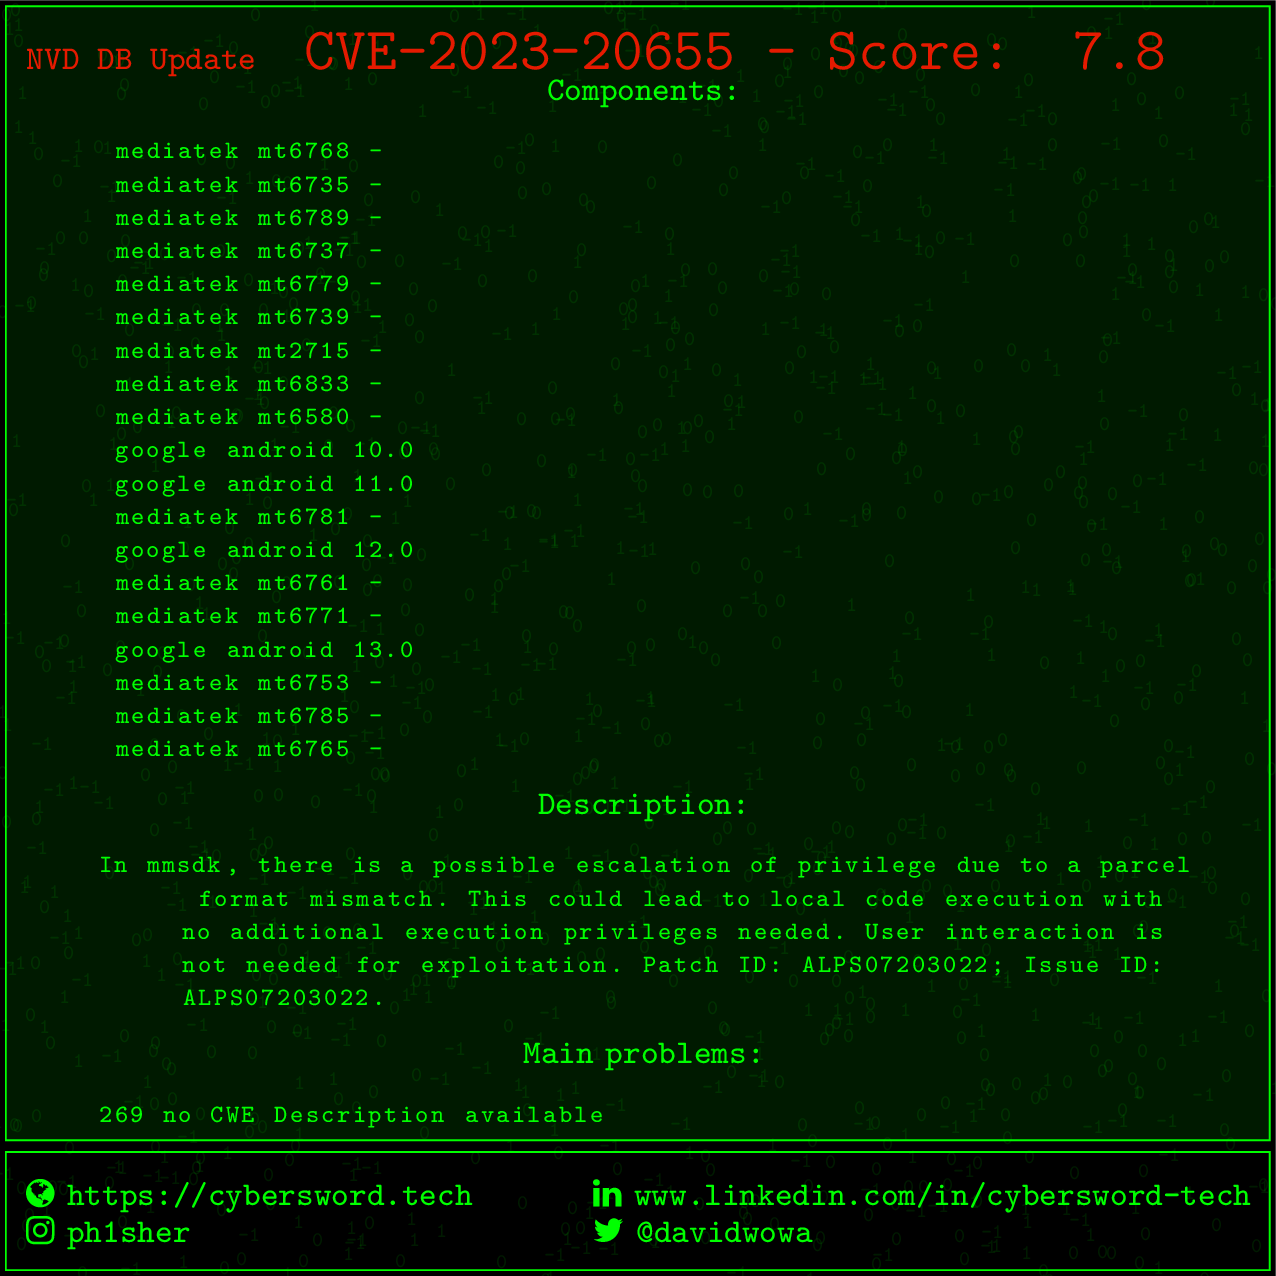 NVD DB Update CVE-2023-20655 - Score: 7.8
Components:
mediatek mt6768 -
mediatek mt6735 -
mediatek mt6789 -
mediatek mt6737 -
mediatek mt6779 -
mediatek mt6739 -
mediatek mt2715 -
mediatek mt6833 -
mediatek mt6580 -
google android 10.0
google android 11.0
mediatek mt6781 -
google android 12.0
mediatek mt6761 -
mediatek mt6771 -
google android 13.0
mediatek mt6753 -
mediatek mt6785 -
mediatek mt6765 -
Description:
In mmsdk, there is a possible escalation of privilege due to a parcel
format mismatch. This could lead to local code execution with
no additional execution privileges needed. User interaction is
not needed for exploitation. Patch ID: ALPS07203022; Issue ID:
ALPS07203022.
Main problems:
269 no CWE Description available
https://cybersword.tech
www.linkedin.com/in/cybersword-tech
ph1sher
@davidwowa